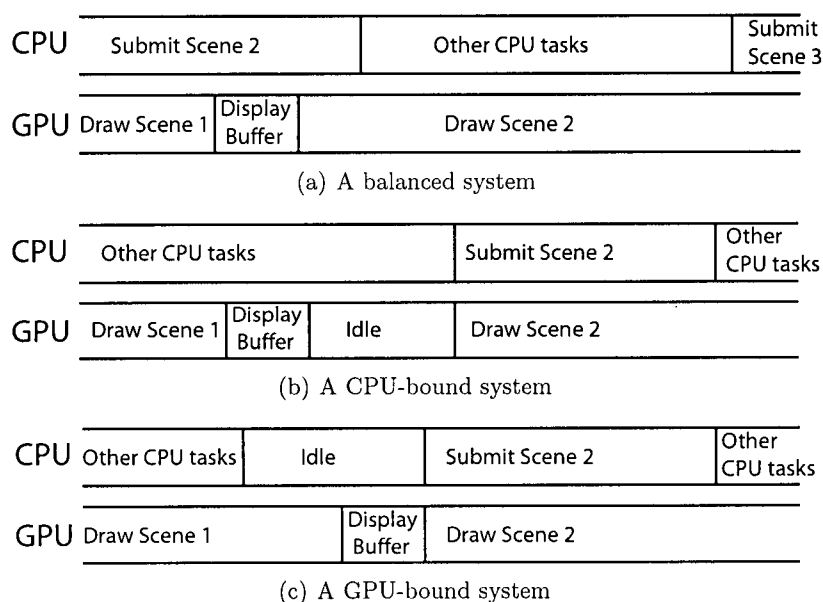 CPU
Submit Scene 2
Other CPU tasks
Submit
Scene 3
GPU
Draw Scene 1
Display
Buffer
Draw Scene 2
(a) A balanced system
CPU
Other CPU tasks
Submit Scene 2
Other
CPU tasks
GPU
Draw Scene 1
Display
Buffer
Idle
Draw Scene 2
(b) A CPU-bound system
CPU
Other CPU tasks
Idle
Submit Scene 2
Other
CPU tasks
GPU
Draw Scene 1
Display
Buffer
Draw Scene 2
(c) A GPU-bound system